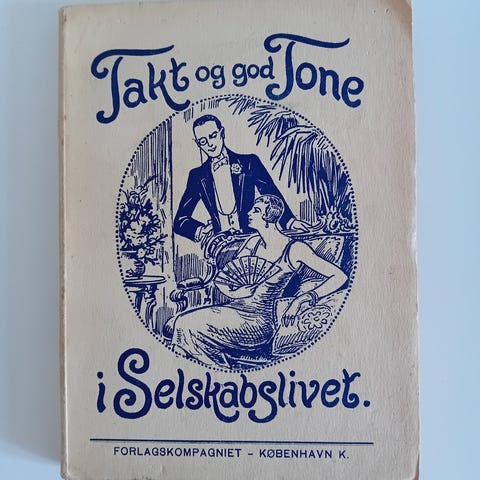 Takt og god Tone
i Selskabslivet.
FORLAGSKOMPAGNIET - KØBENHAVN K.